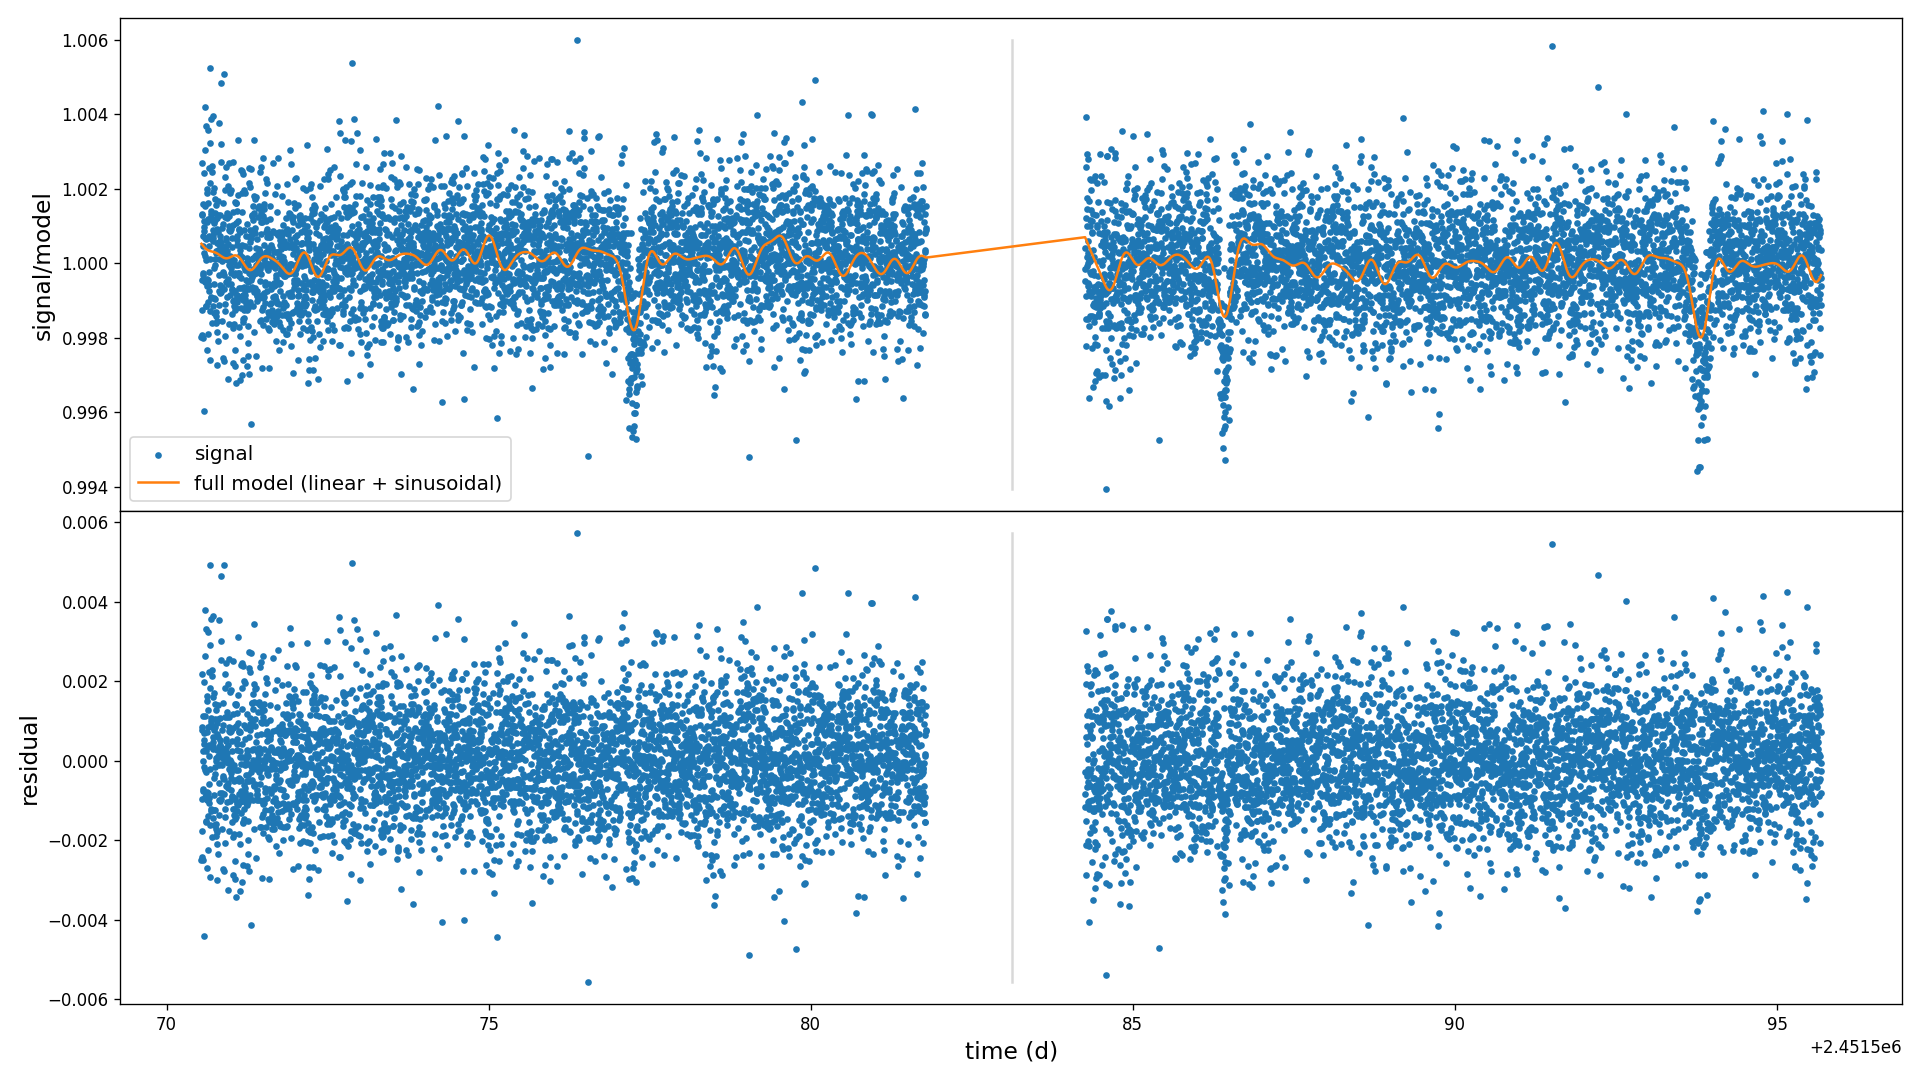 1.006
1.004
1.002
1.000
0.998
0.996
0.994
signal/model
signal
full model (linear + sinusoidal)
0.006
0.004
0.002
0.000
−0.002
−0.004
−0.006
residual
70 75 80 85 90 95
time (d)
+2.4515e6